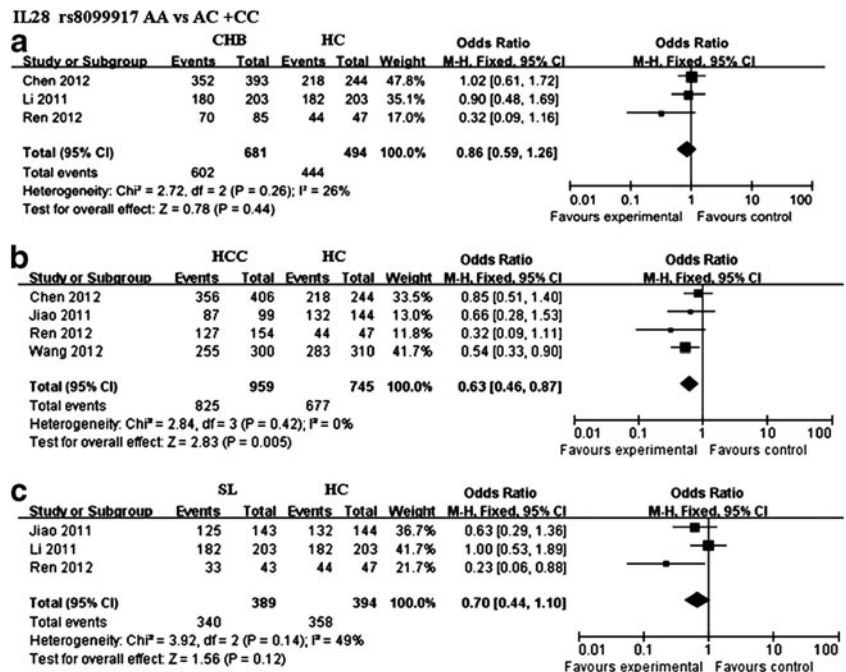 IL28 rs8099917 AA vs AC +CC
a
CHB HC Odds Ratio Odds Ratio
Study or Subgroup Events Total Events Total Weight M-H, Fixed, 95% CI M-H, Fixed, 95% CI
Chen 2012 352 393 218 244 47.8% 1.02 [0.61, 1.72]
Li 2011 180 203 182 203 35.1% 0.90 [0.48, 1.69]
Ren 2012 70 85 44 47 17.0% 0.32 [0.09, 1.16]
Total (95% CI) 681 494 100.0% 0.86 [0.59, 1.26]
Total events 602 444
Heterogeneity: Chi² = 2.72, df = 2 (P = 0.26); I² = 26%
Test for overall effect: Z = 0.78 (P = 0.44)
0.01 0.1 1 10 100
Favours experimental Favours control
b
HCC HC Odds Ratio Odds Ratio
Study or Subgroup Events Total Events Total Weight M-H, Fixed, 95% CI M-H, Fixed, 95% CI
Chen 2012 356 406 218 244 33.5% 0.85 [0.51, 1.40]
Jiao 2011 87 99 132 144 13.0% 0.66 [0.28, 1.53]
Ren 2012 127 154 44 47 11.8% 0.32 [0.09, 1.11]
Wang 2012 255 300 283 310 41.7% 0.54 [0.33, 0.90]
Total (95% CI) 959 745 100.0% 0.63 [0.46, 0.87]
Total events 825 677
Heterogeneity: Chi² = 2.84, df = 3 (P = 0.42); I² = 0%
Test for overall effect: Z = 2.83 (P = 0.005)
0.01 0.1 1 10 100
Favours experimental Favours control
c
SL HC Odds Ratio Odds Ratio
Study or Subgroup Events Total Events Total Weight M-H, Fixed, 95% CI M-H, Fixed, 95% CI
Jiao 2011 125 143 132 144 36.7% 0.63 [0.29, 1.36]
Li 2011 182 203 182 203 41.7% 1.00 [0.53, 1.89]
Ren 2012 33 43 44 47 21.7% 0.23 [0.06, 0.88]
Total (95% CI) 389 394 100.0% 0.70 [0.44, 1.10]
Total events 340 358
Heterogeneity: Chi² = 3.92, df = 2 (P = 0.14); I² = 49%
Test for overall effect: Z = 1.56 (P = 0.12)
0.01 0.1 1 10 100
Favours experimental Favours control